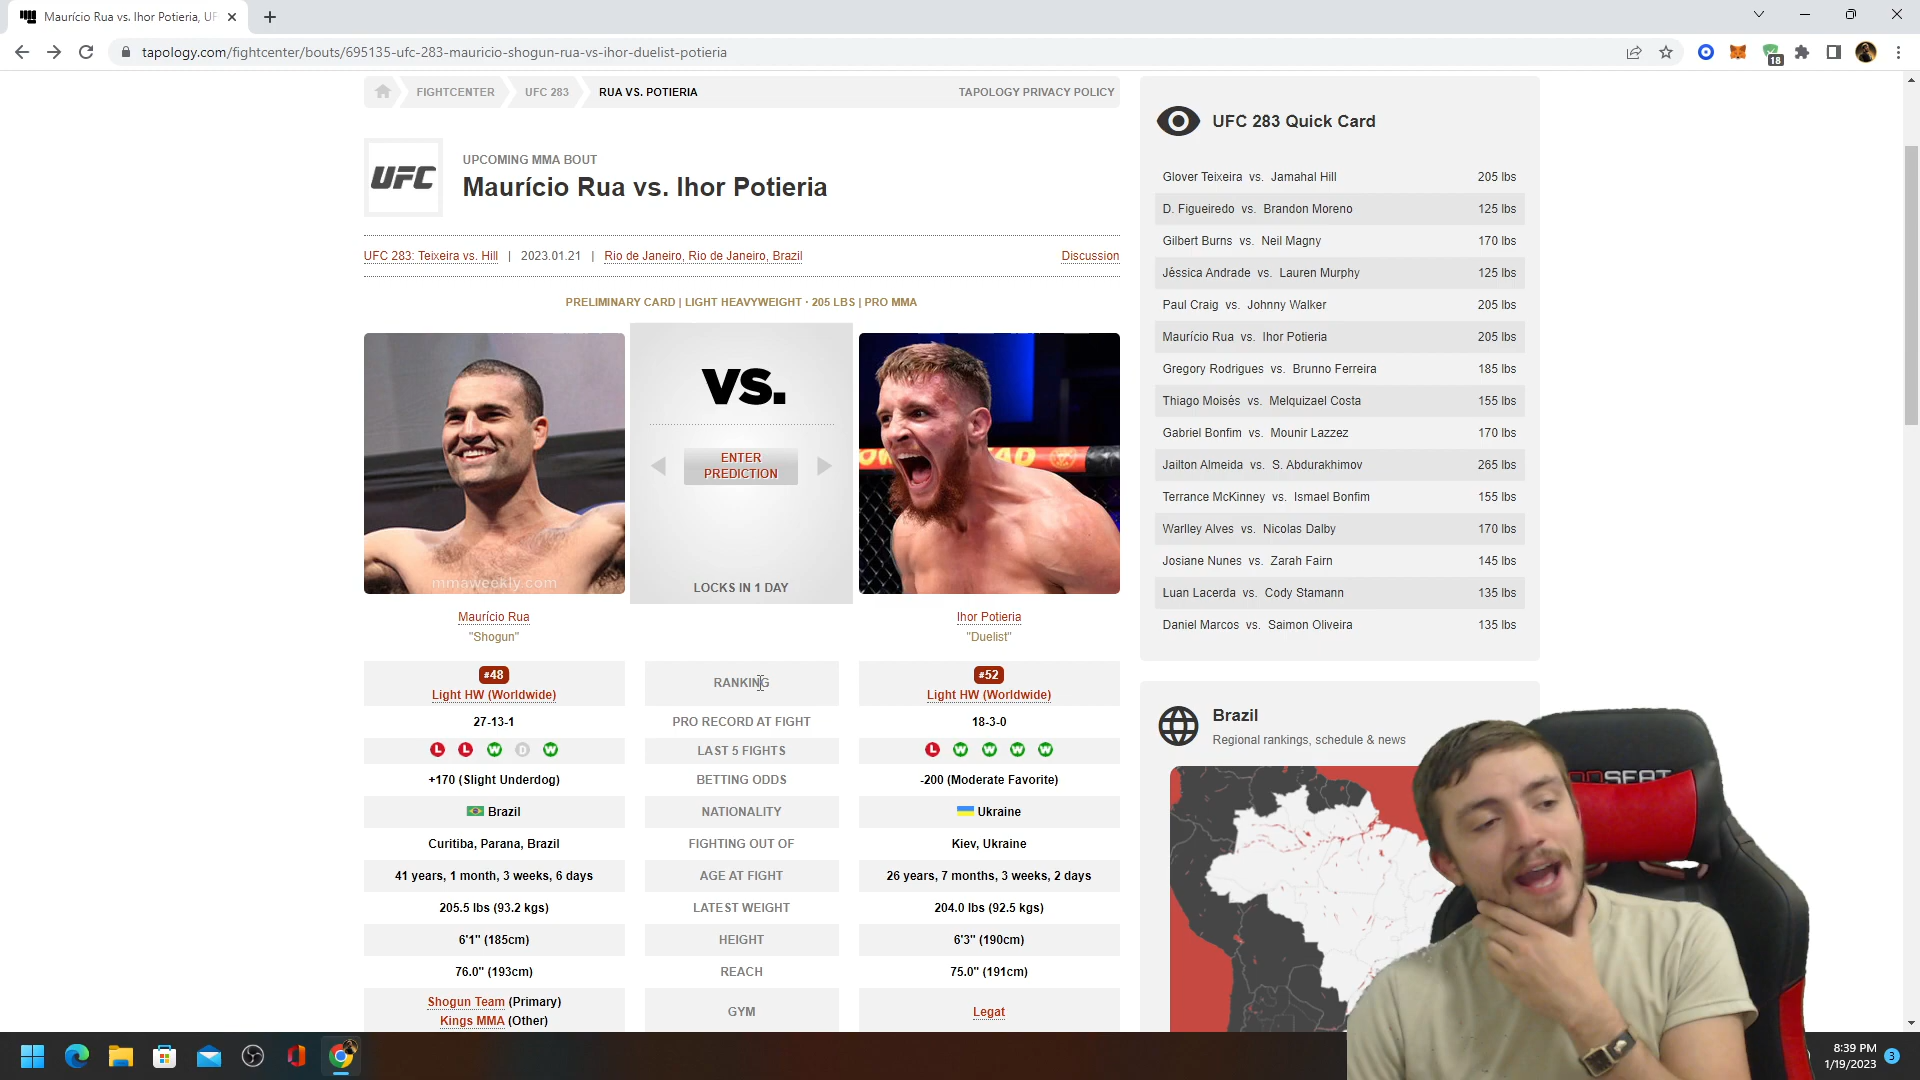 Maurício Rua vs. Ihor Potieria, UF
tapology.com/fightcenter/bouts/695135-ufc-283-mauricio-shogun-rua-vs-ihor-duelist-potieria
18
FIGHTCENTER
UFC 283
RUA VS. POTIERIA
TAPOLOGY PRIVACY POLICY
UFC
UPCOMING MMA BOUT
Maurício Rua vs. Ihor Potieria
UFC 283: Teixeira vs. Hill | 2023.01.21 | Rio de Janeiro, Rio de Janeiro, Brazil
Discussion
PRELIMINARY CARD | LIGHT HEAVYWEIGHT · 205 LBS | PRO MMA
mmaweekly.com
VS.
ENTER
PREDICTION
LOCKS IN 1 DAY
Maurício Rua
"Shogun"
Ihor Potieria
"Duelist"
#48
Light HW (Worldwide)
RANKING
#52
Light HW (Worldwide)
27-13-1 PRO RECORD AT FIGHT 18-3-0
L L W D W LAST 5 FIGHTS L W W W W
+170 (Slight Underdog) BETTING ODDS -200 (Moderate Favorite)
Brazil NATIONALITY Ukraine
Curitiba, Parana, Brazil FIGHTING OUT OF Kiev, Ukraine
41 years, 1 month, 3 weeks, 6 days AGE AT FIGHT 26 years, 7 months, 3 weeks, 2 days
205.5 lbs (93.2 kgs) LATEST WEIGHT 204.0 lbs (92.5 kgs)
6'1" (185cm) HEIGHT 6'3" (190cm)
76.0" (193cm) REACH 75.0" (191cm)
Shogun Team (Primary)
Kings MMA (Other)
GYM
Legat
UFC 283 Quick Card
Glover Teixeira vs. Jamahal Hill 205 lbs
D. Figueiredo vs. Brandon Moreno 125 lbs
Gilbert Burns vs. Neil Magny 170 lbs
Jéssica Andrade vs. Lauren Murphy 125 lbs
Paul Craig vs. Johnny Walker 205 lbs
Maurício Rua vs. Ihor Potieria 205 lbs
Gregory Rodrigues vs. Brunno Ferreira 185 lbs
Thiago Moisés vs. Melquizael Costa 155 lbs
Gabriel Bonfim vs. Mounir Lazzez 170 lbs
Jailton Almeida vs. S. Abdurakhimov 265 lbs
Terrance McKinney vs. Ismael Bonfim 155 lbs
Warlley Alves vs. Nicolas Dalby 170 lbs
Josiane Nunes vs. Zarah Fairn 145 lbs
Luan Lacerda vs. Cody Stamann 135 lbs
Daniel Marcos vs. Saimon Oliveira 135 lbs
Brazil
Regional rankings, schedule & news
8:39 PM
1/19/2023
3